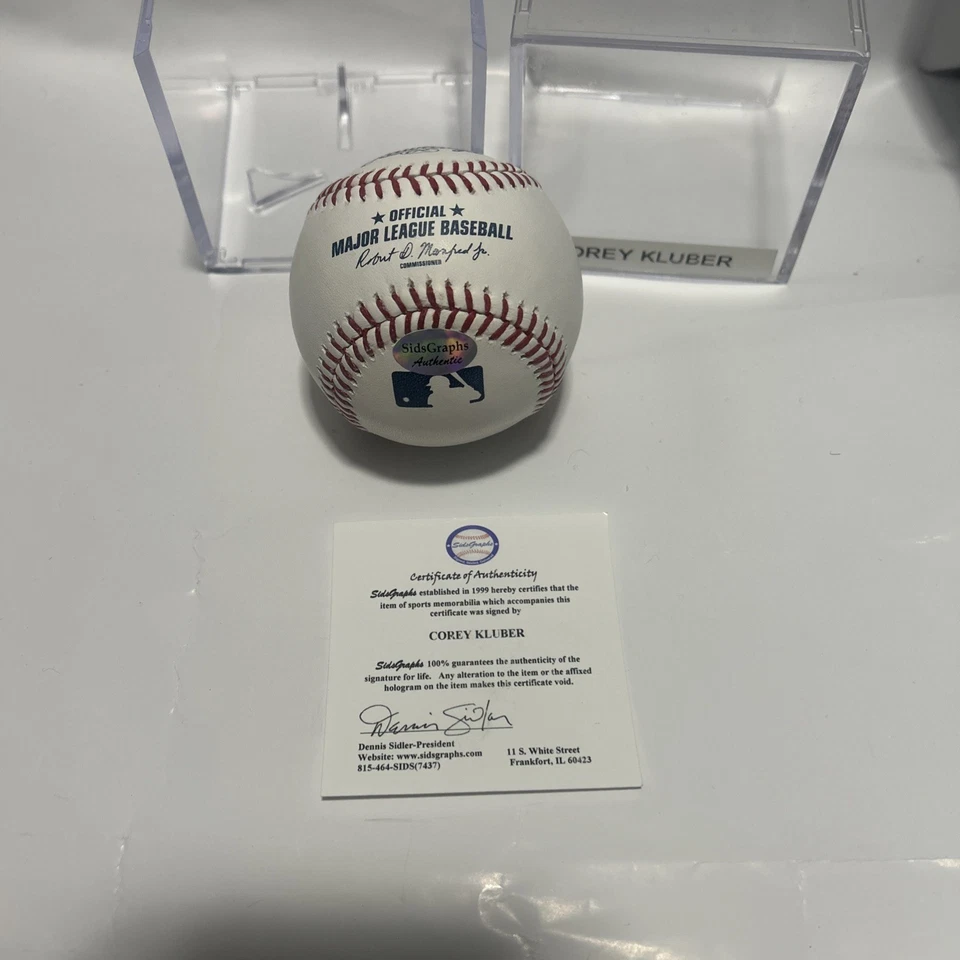 ★ OFFICIAL ★
MAJOR LEAGUE BASEBALL
Robert D. Manfred Jr.
COMMISSIONER
OREY KLUBER
SidsGraphs
Authentic
SidsGraphs
Certificate of Authenticity
SidsGraphs established in 1999 hereby certifies that the
item of sports memorabilia which accompanies this
certificate was signed by
COREY KLUBER
SidsGraphs 100% guarantees the authenticity of the
signature for life. Any alteration to the item or the affixed
hologram on the item makes this certificate void.
Dennis Sidler
Dennis Sidler-President
Website: www.sidsgraphs.com
815-464-SIDS(7437)
11 S. White Street
Frankfort, IL 60423